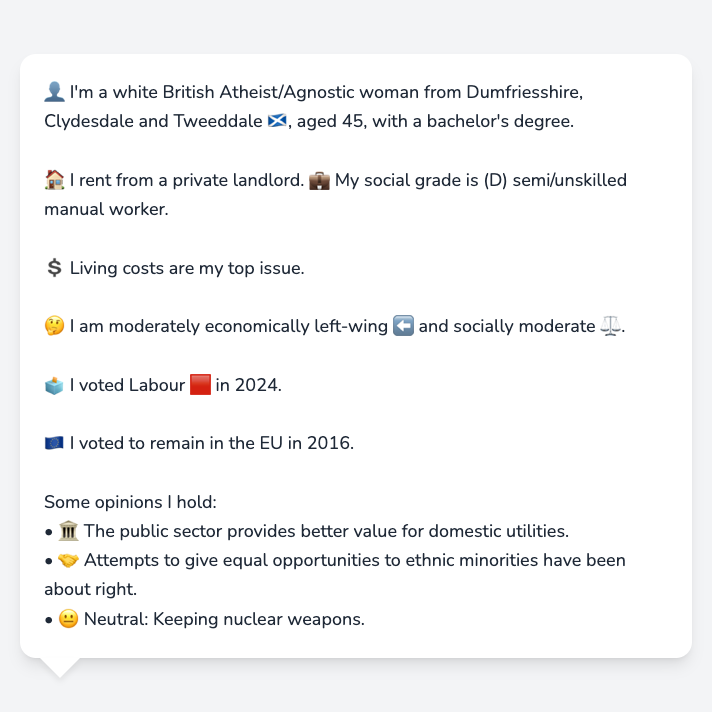 👤 I'm a white British Atheist/Agnostic woman from Dumfriesshire,
Clydesdale and Tweeddale 🏴󠁧󠁢󠁳󠁣󠁴󠁿, aged 45, with a bachelor's degree.
🏠 I rent from a private landlord. 💼 My social grade is (D) semi/unskilled
manual worker.
💲 Living costs are my top issue.
🤔 I am moderately economically left-wing ⬅️ and socially moderate ⚖️.
🗳️ I voted Labour 🟥 in 2024.
🇪🇺 I voted to remain in the EU in 2016.
Some opinions I hold:
• 🏛️ The public sector provides better value for domestic utilities.
• 🤝 Attempts to give equal opportunities to ethnic minorities have been
about right.
• 😐 Neutral: Keeping nuclear weapons.